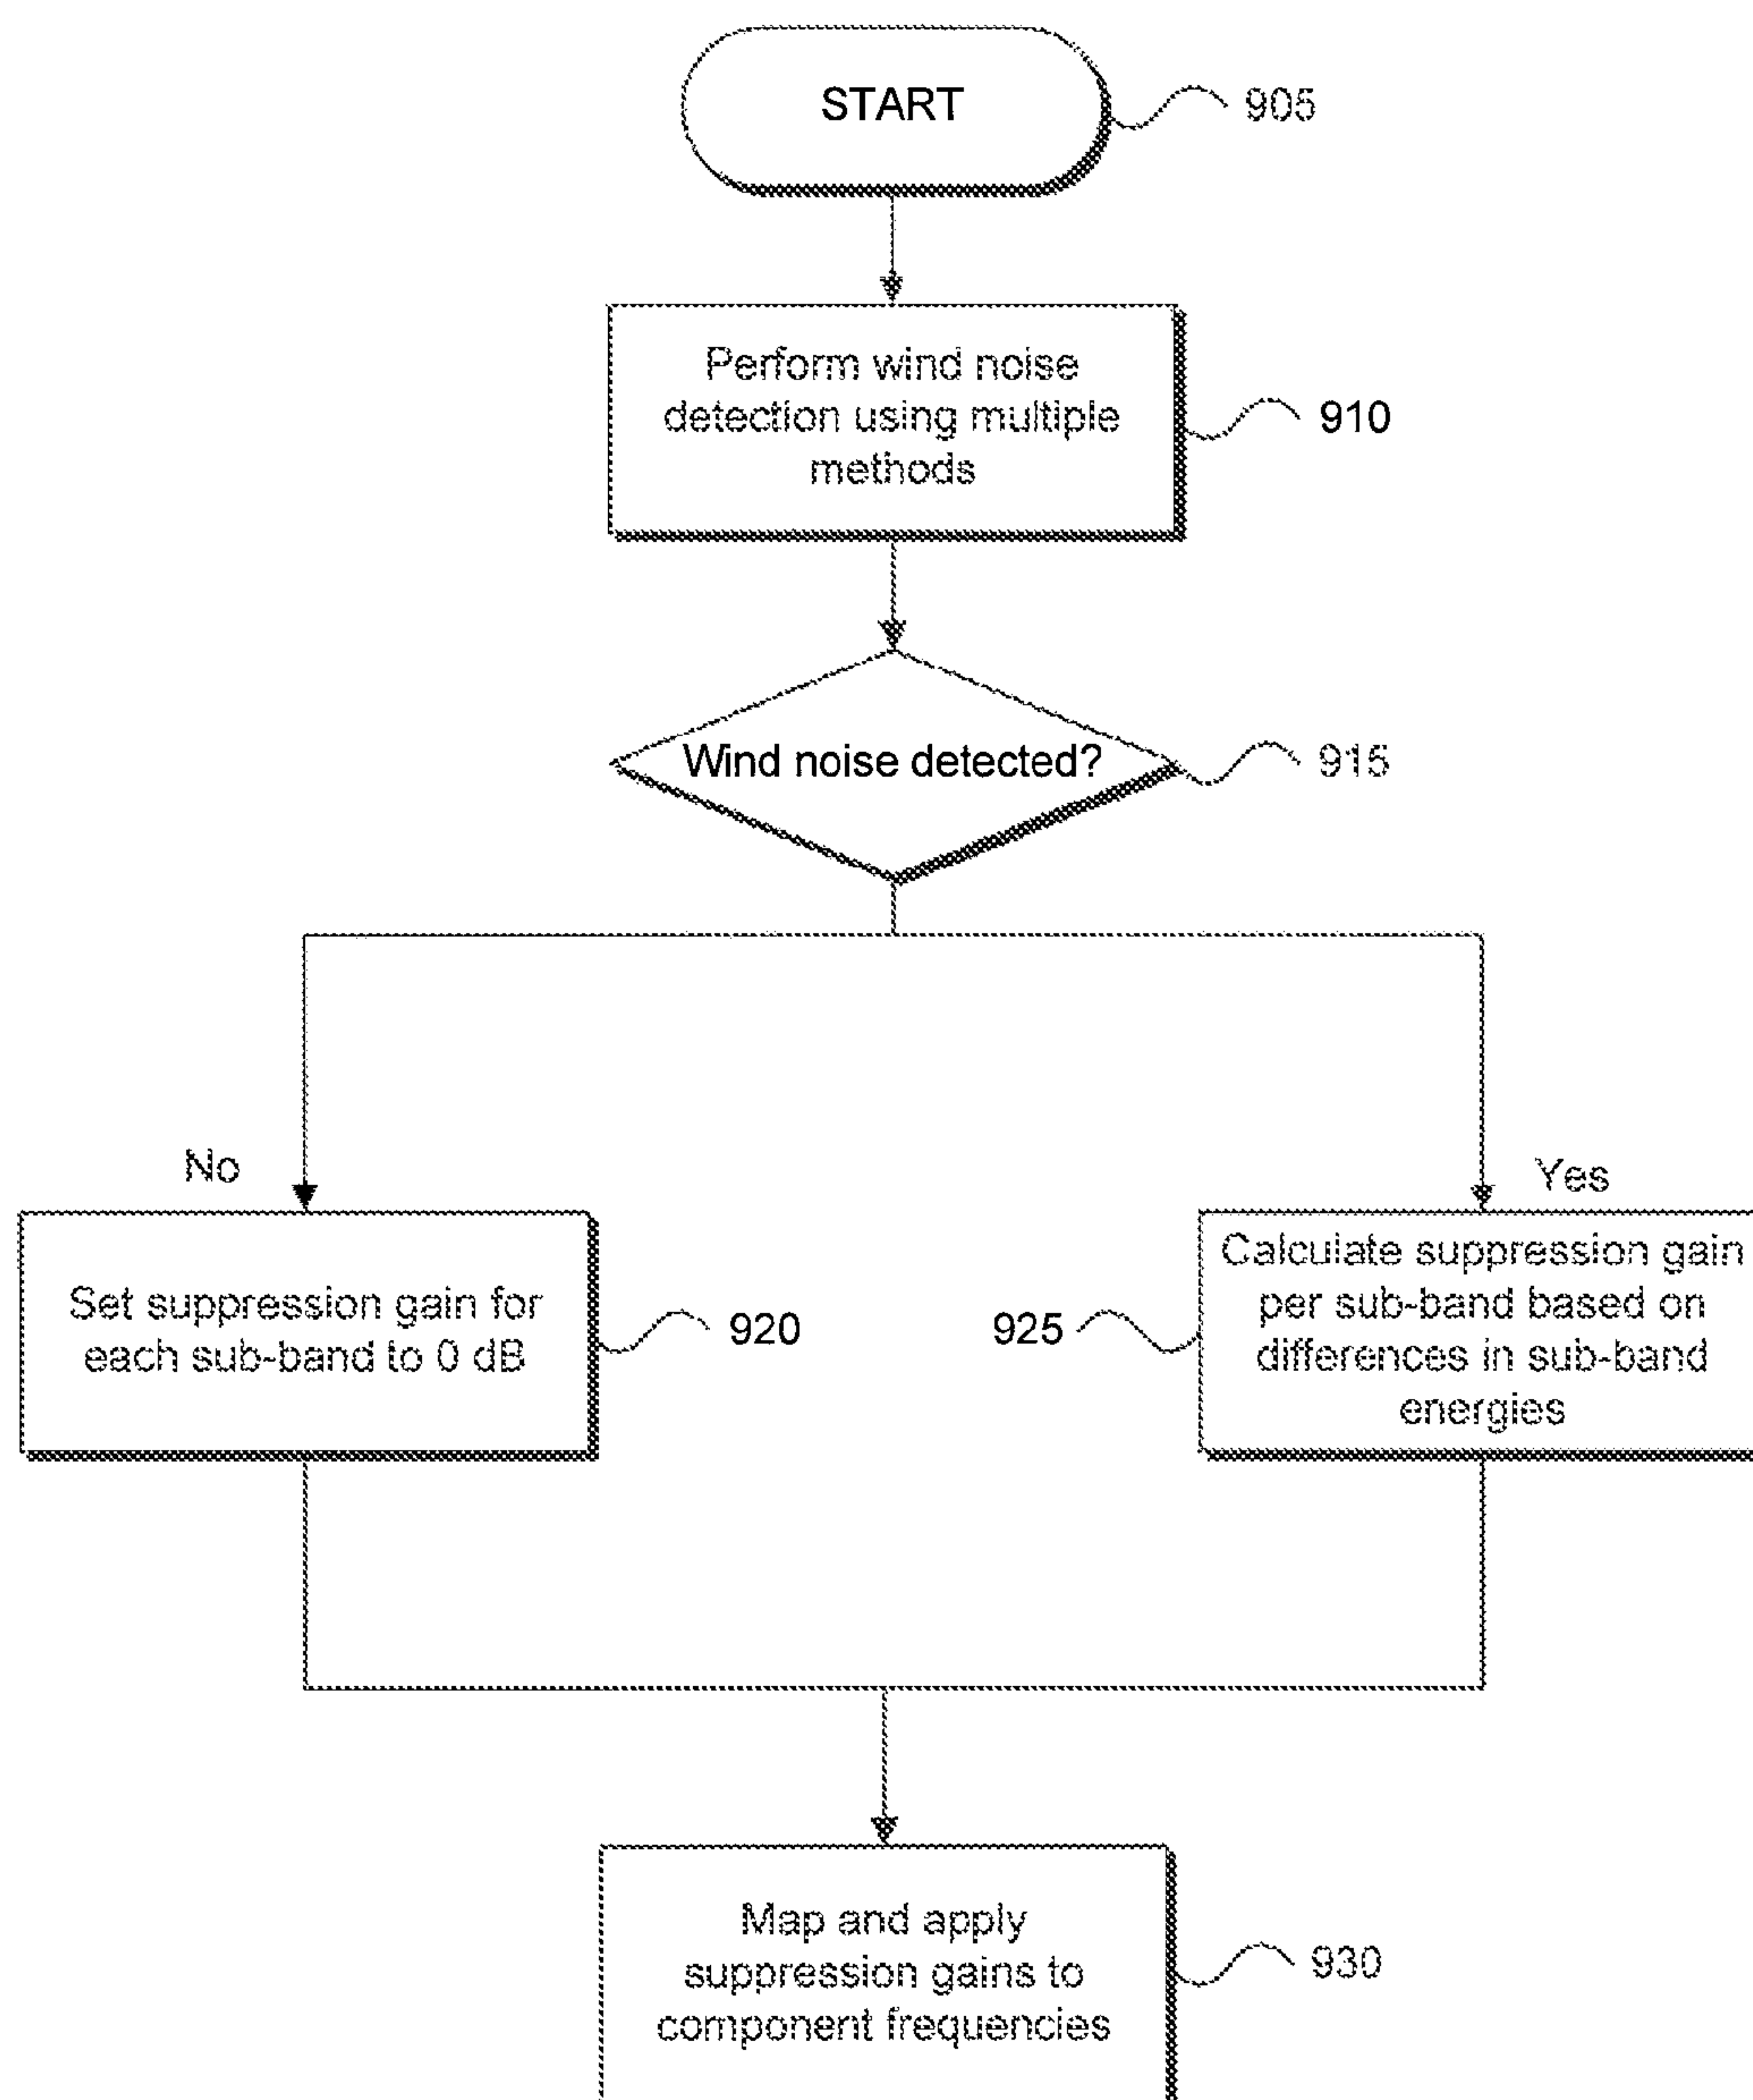 START
905
Perform wind noise
detection using multiple
methods
910
Wind noise detected?
915
No
Yes
Set suppression gain for
each sub-band to 0 dB
920
925
Calculate suppression gain
per sub-band based on
differences in sub-band
energies
Map and apply
suppression gains to
component frequencies
930